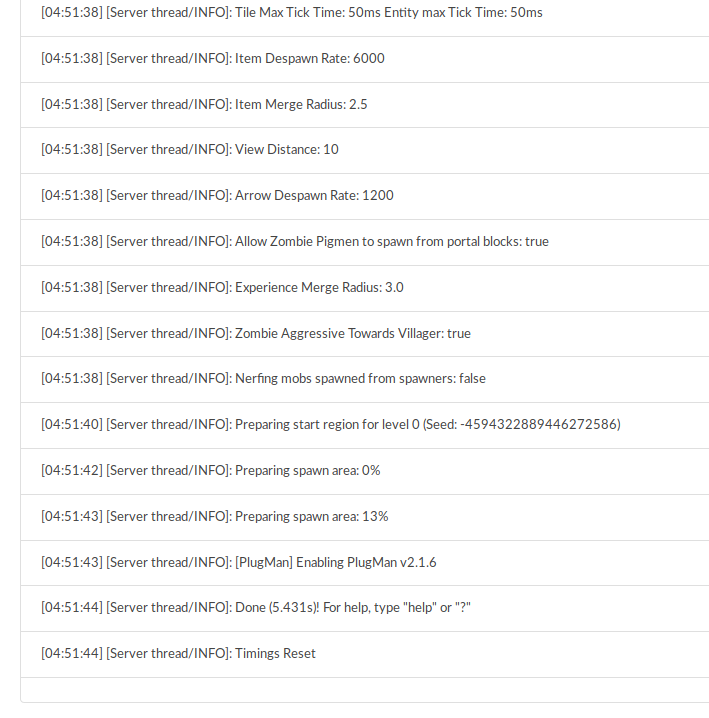 [04:51:38] [Server thread/INFO]: Tile Max Tick Time: 50ms Entity max Tick Time: 50ms
[04:51:38] [Server thread/INFO]: Item Despawn Rate: 6000
[04:51:38] [Server thread/INFO]: Item Merge Radius: 2.5
[04:51:38] [Server thread/INFO]: View Distance: 10
[04:51:38] [Server thread/INFO]: Arrow Despawn Rate: 1200
[04:51:38] [Server thread/INFO]: Allow Zombie Pigmen to spawn from portal blocks: true
[04:51:38] [Server thread/INFO]: Experience Merge Radius: 3.0
[04:51:38] [Server thread/INFO]: Zombie Aggressive Towards Villager: true
[04:51:38] [Server thread/INFO]: Nerfing mobs spawned from spawners: false
[04:51:40] [Server thread/INFO]: Preparing start region for level 0 (Seed: -4594322889446272586)
[04:51:42] [Server thread/INFO]: Preparing spawn area: 0%
[04:51:43] [Server thread/INFO]: Preparing spawn area: 13%
[04:51:43] [Server thread/INFO]: [PlugMan] Enabling PlugMan v2.1.6
[04:51:44] [Server thread/INFO]: Done (5.431s)! For help, type "help" or "?"
[04:51:44] [Server thread/INFO]: Timings Reset